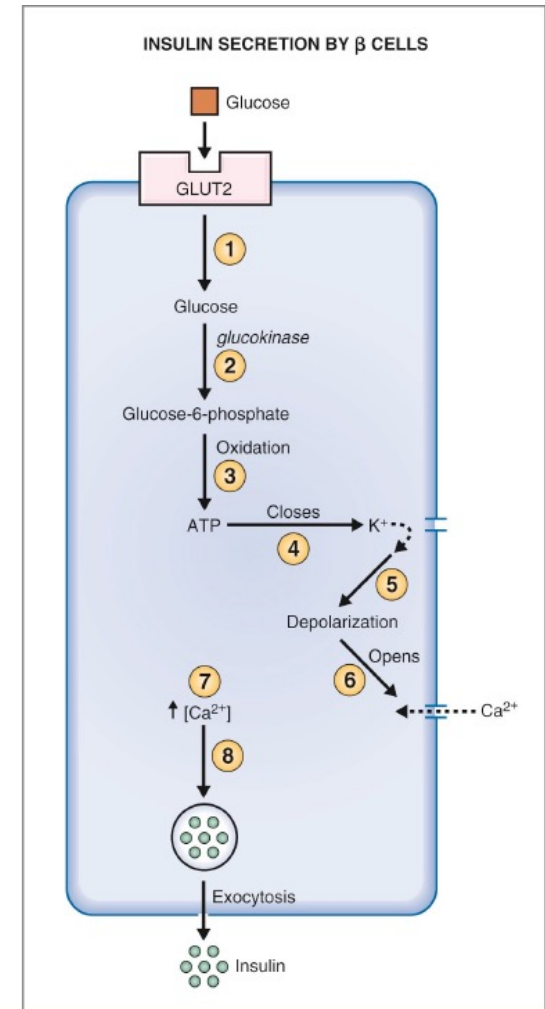 INSULIN SECRETION BY β CELLS
Glucose
GLUT2
1
Glucose
glucokinase
2
Glucose-6-phosphate
Oxidation
3
ATP
Closes
K⁺
4
5
Depolarization
Opens
6
7
↑ [Ca²⁺]
Ca²⁺
8
Exocytosis
Insulin